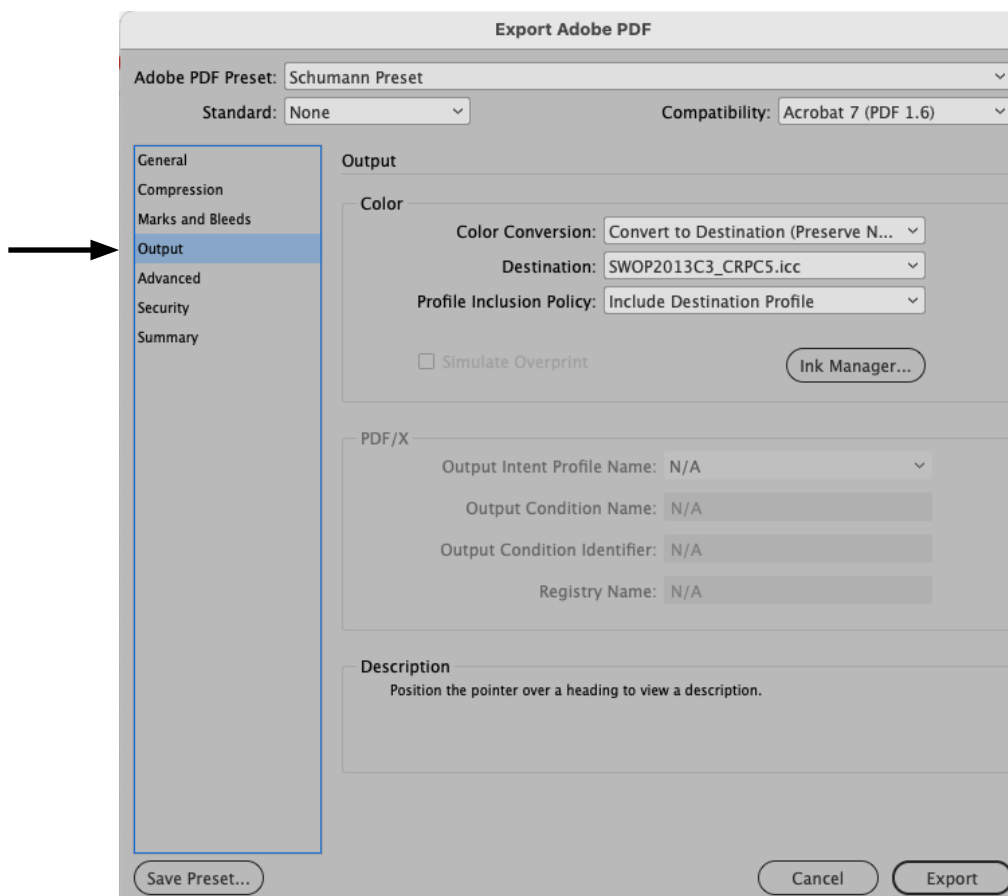 Export Adobe PDF
Adobe PDF Preset: Schumann Preset
Standard: None Compatibility: Acrobat 7 (PDF 1.6)
General
Compression
Marks and Bleeds
Output
Advanced
Security
Summary
Output
Color
Color Conversion: Convert to Destination (Preserve N...
Destination: SWOP2013C3_CRPC5.icc
Profile Inclusion Policy: Include Destination Profile
Simulate Overprint Ink Manager...
PDF/X
Output Intent Profile Name: N/A
Output Condition Name: N/A
Output Condition Identifier: N/A
Registry Name: N/A
Description
Position the pointer over a heading to view a description.
Save Preset... Cancel Export